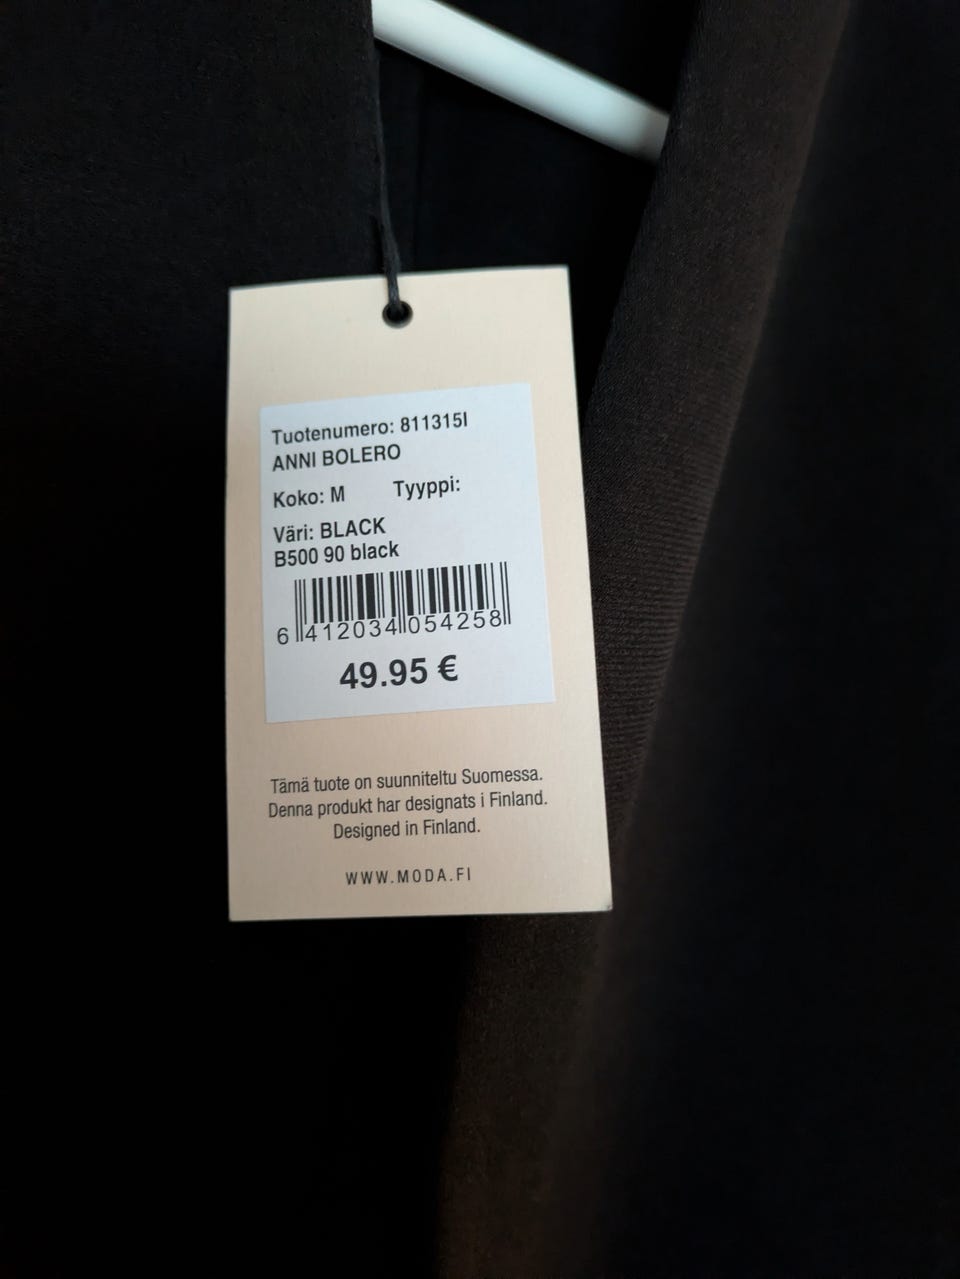 Tuotenumero: 811315I
ANNI BOLERO
Koko: M Tyyppi:
Väri: BLACK
B500 90 black
6 412034 054258
49.95 €
Tämä tuote on suunniteltu Suomessa.
Denna produkt har designats i Finland.
Designed in Finland.
WWW.MODA.FI